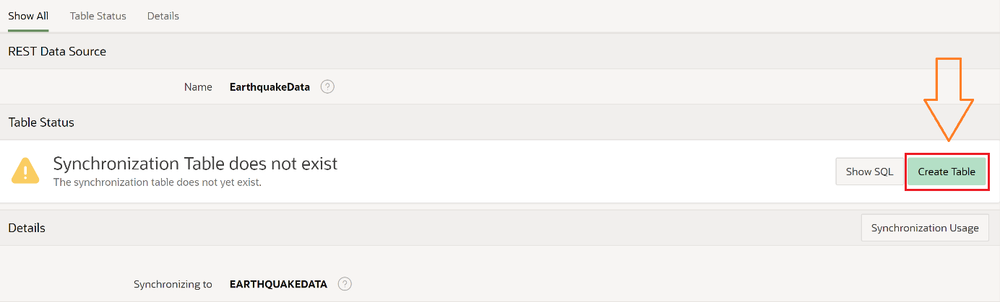 Show All Table Status Details
REST Data Source
Name EarthquakeData ?
Table Status
Synchronization Table does not exist
The synchronization table does not yet exist.
Show SQL Create Table
Details Synchronization Usage
Synchronizing to EARTHQUAKEDATA ?